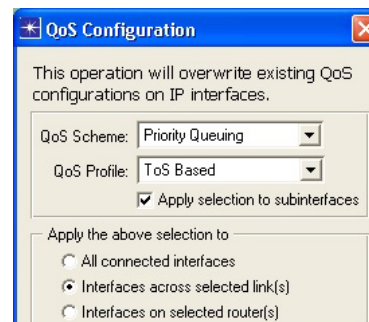 QoS Configuration
This operation will overwrite existing QoS
configurations on IP interfaces.
QoS Scheme: Priority Queuing
QoS Profile: ToS Based
Apply selection to subinterfaces
Apply the above selection to
All connected interfaces
Interfaces across selected link(s)
Interfaces on selected router(s)